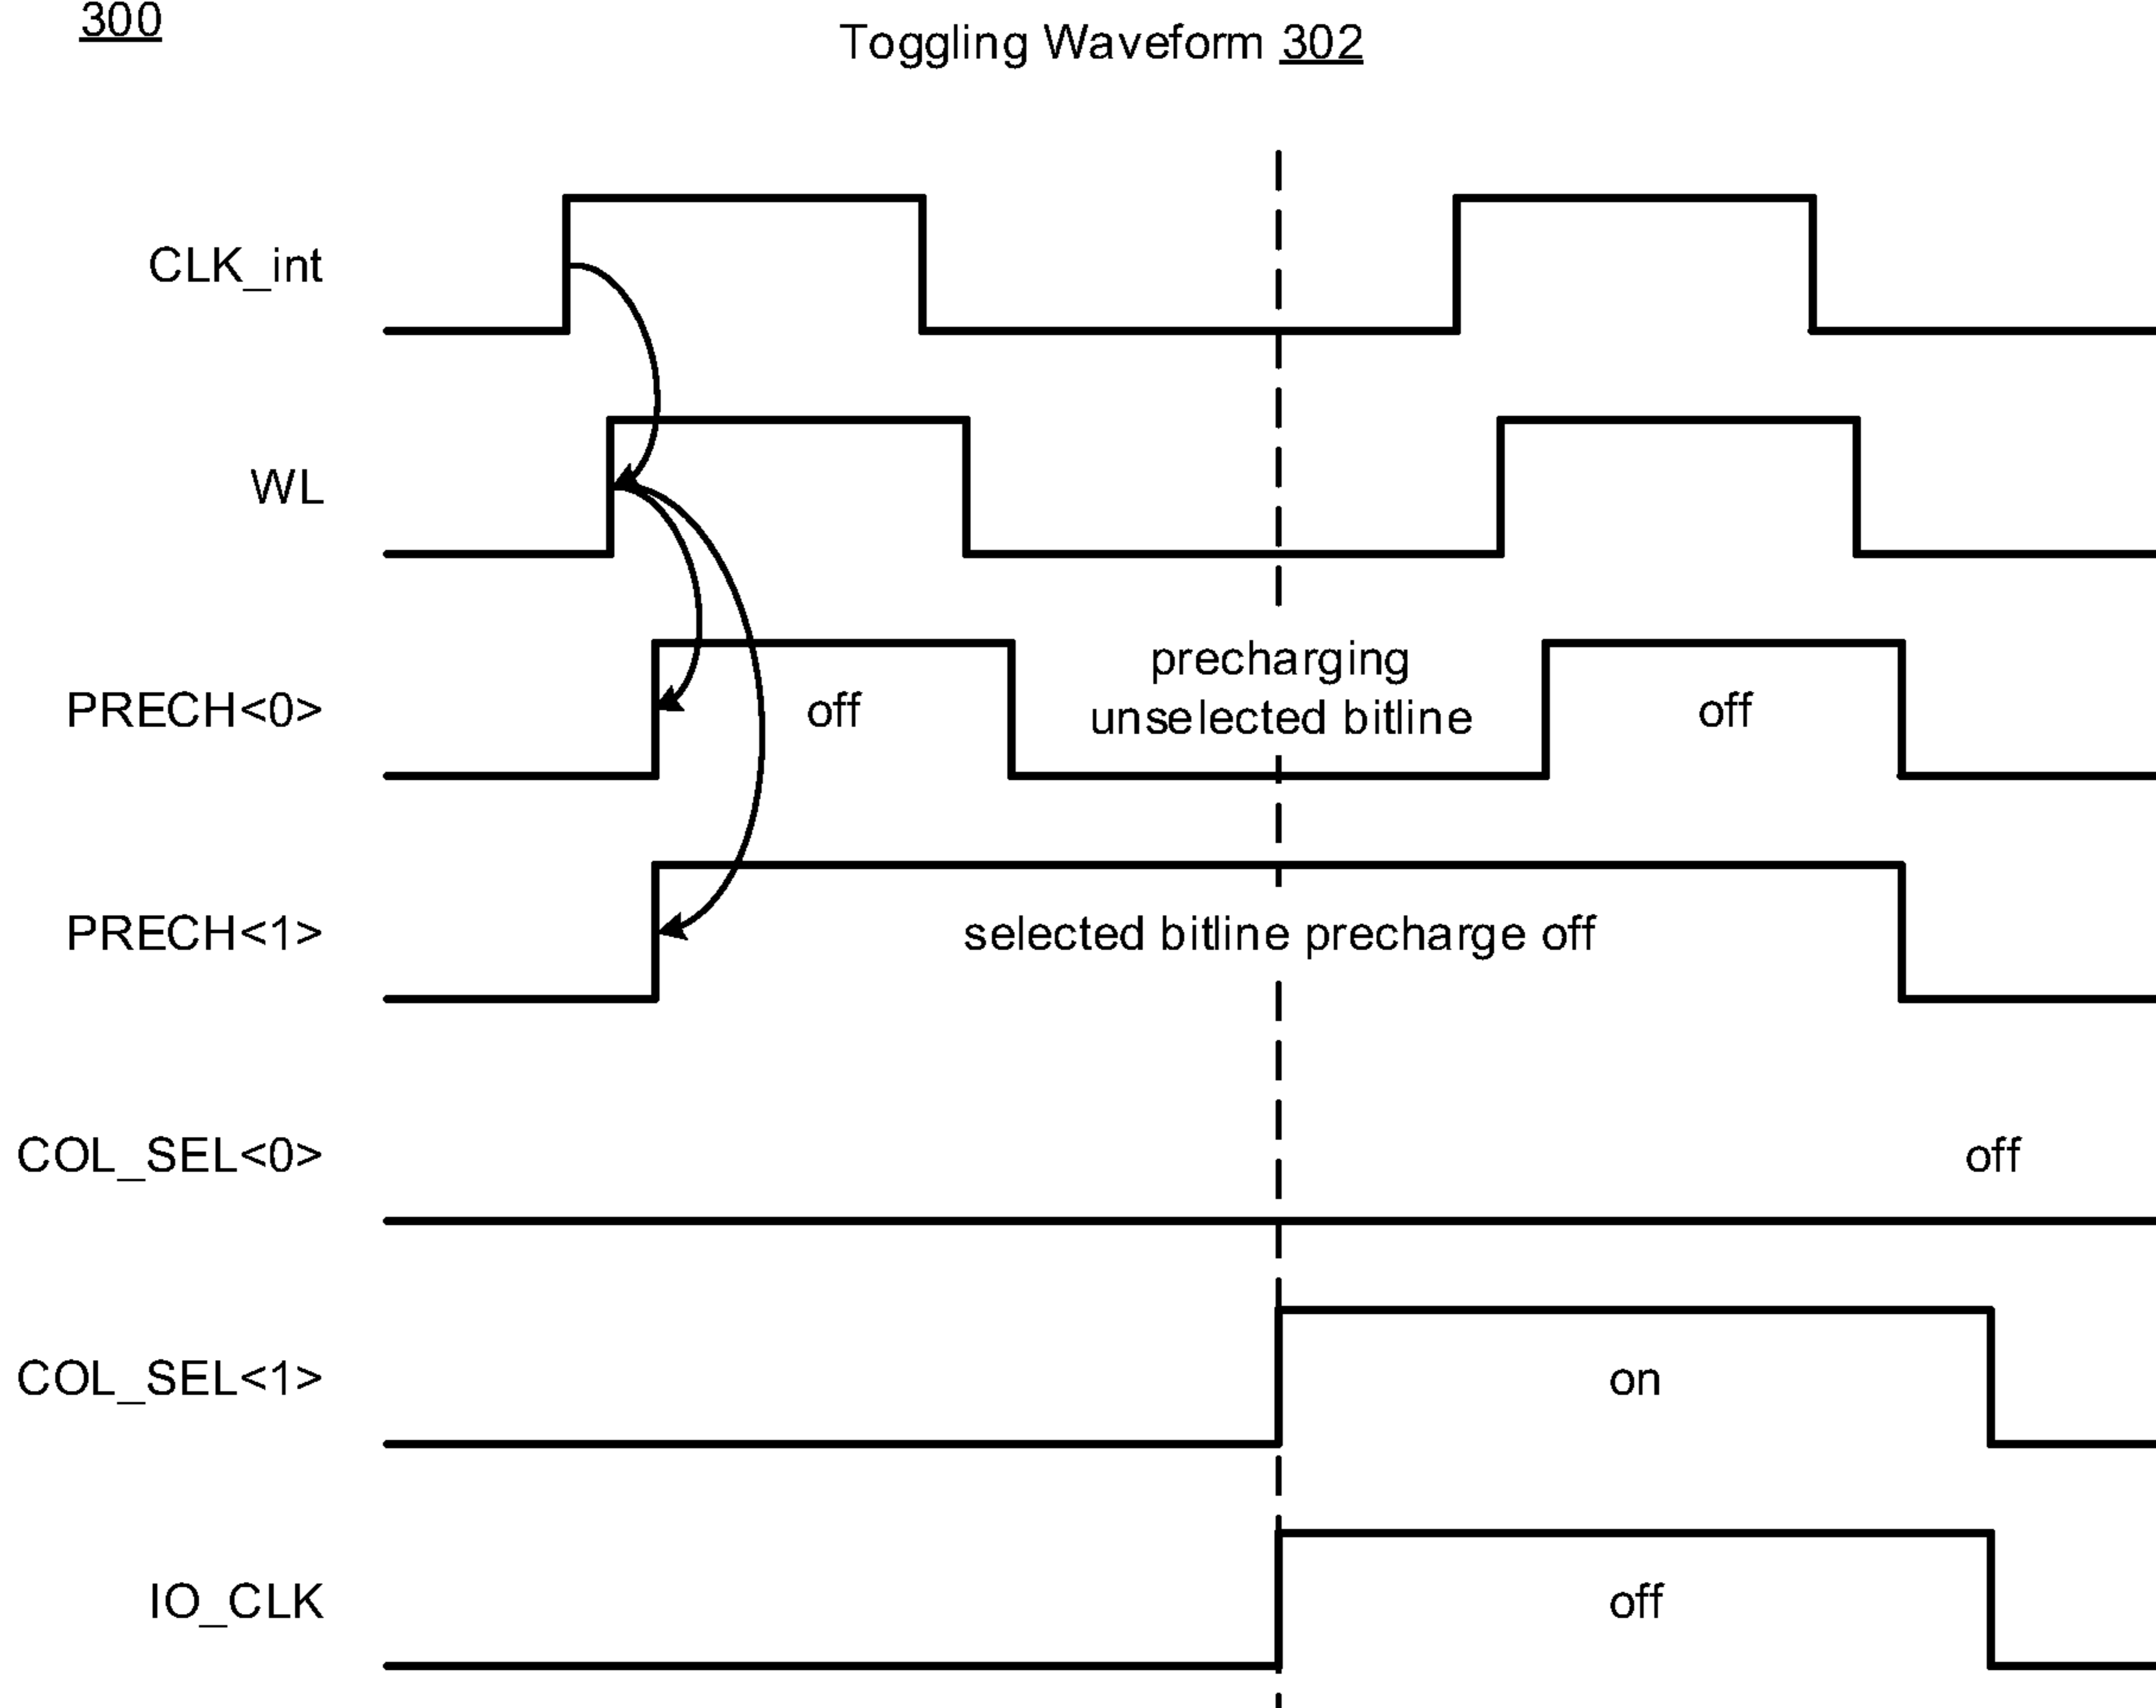 300
Toggling Waveform 302
CLK_int
WL
PRECH<0>
off
precharging
unselected bitline
off
PRECH<1>
selected bitline precharge off
COL_SEL<0>
off
COL_SEL<1>
on
IO_CLK
off